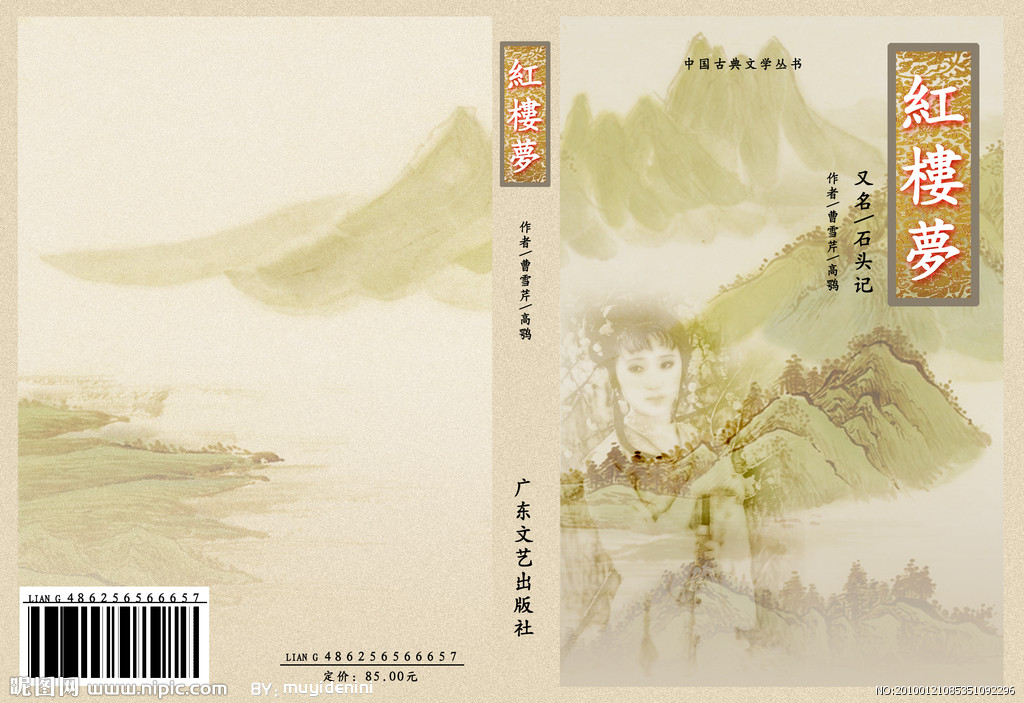 中国古典文学丛书
紅樓夢
又名/石头记
作者/曹雪芹/高鹗
紅樓夢
作者/曹雪芹/高鹗
广东文艺出版社
LIAN G 486256566657
LIAN G 486256566657
定价：85.00元
昵图网 www.nipic.com
BY: muyidenini
NO:20100121085351092296